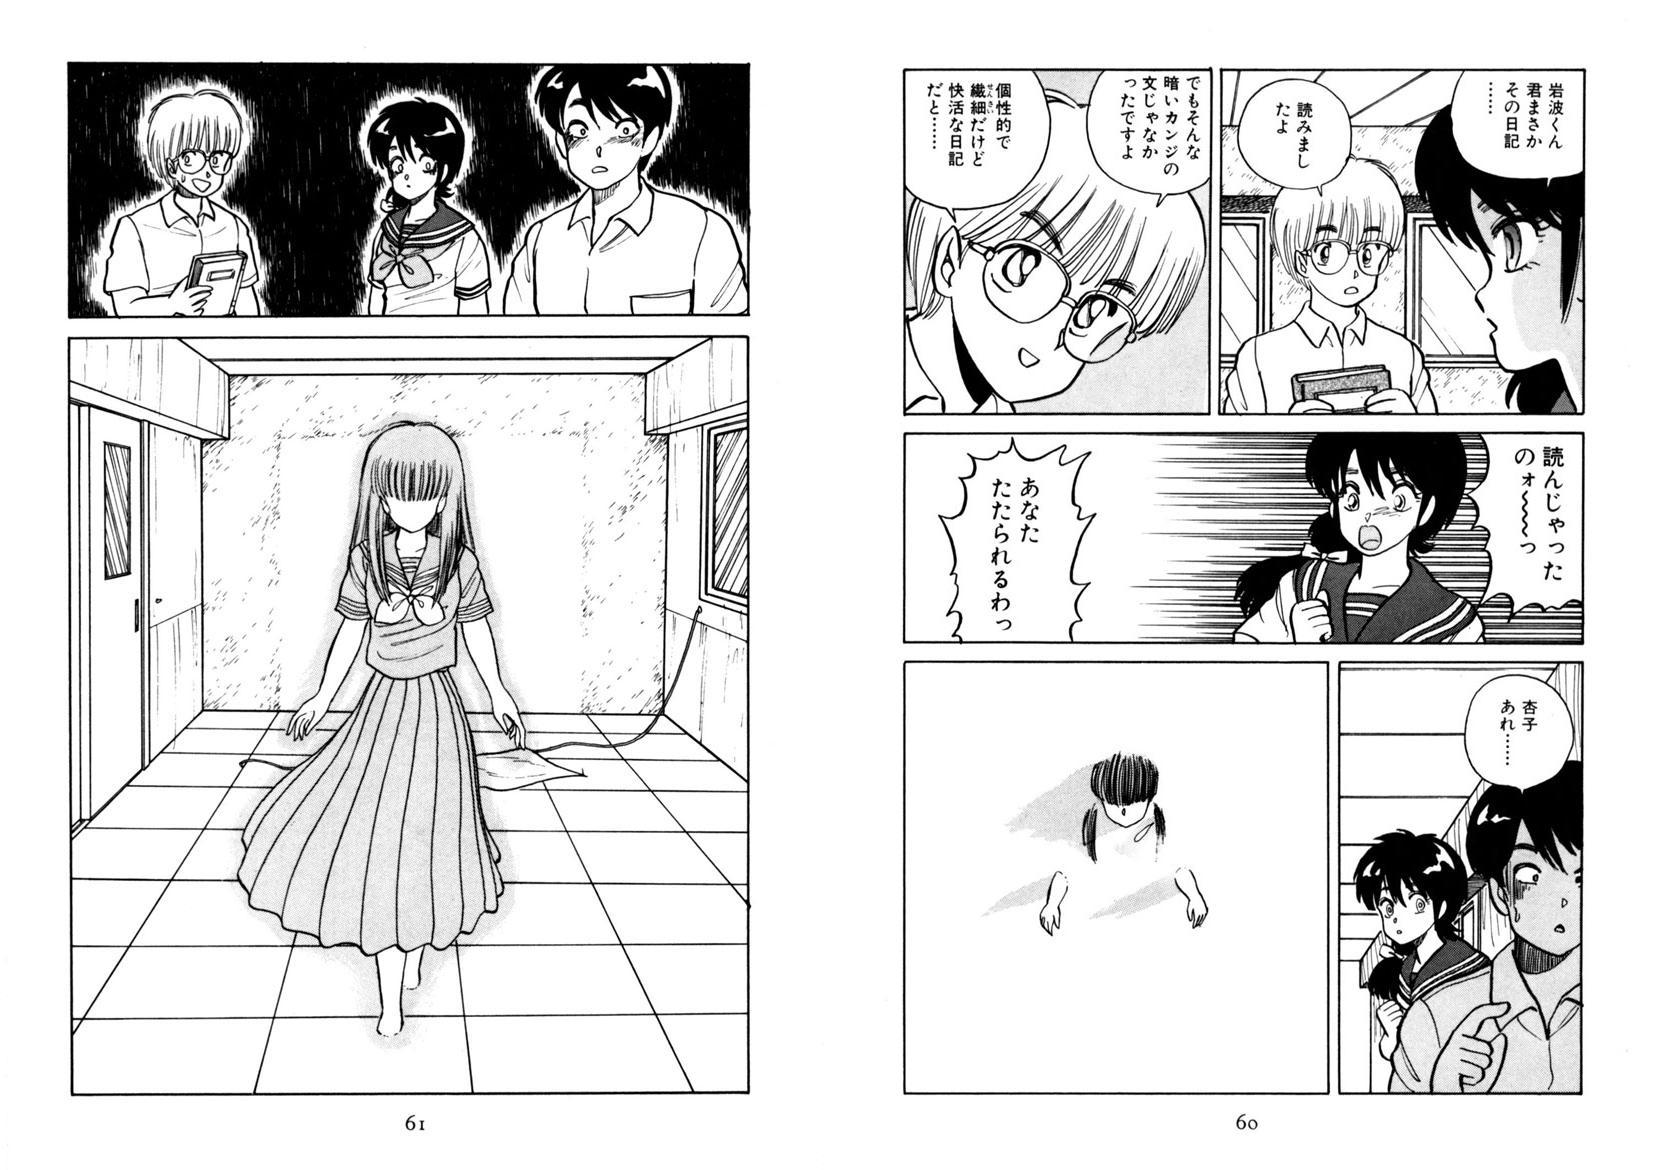 岩波くん
君まさか
その日記
……
読みまし
たよ
でもそんな
暗いカンジの
文じゃなか
ったですよ
個性的で
繊細だけど
せんさい
快活な日記
だと……
読んじゃった
のォ〜〜〜っ
あなた
たたられるわっ
杏子
あれ……
60
61